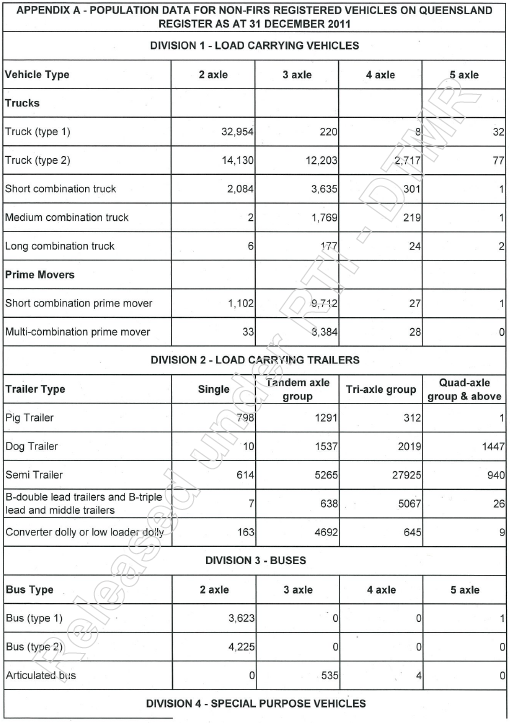 APPENDIX A - POPULATION DATA FOR NON-FIRS REGISTERED VEHICLES ON QUEENSLAND
REGISTER AS AT 31 DECEMBER 2011
DIVISION 1 - LOAD CARRYING VEHICLES
Vehicle Type 2 axle 3 axle 4 axle 5 axle
Trucks
Truck (type 1) 32,954 220 8 32
Truck (type 2) 14,130 12,203 2,717 77
Short combination truck 2,084 3,635 301 1
Medium combination truck 2 1,769 219 1
Long combination truck 6 177 24 2
Prime Movers
Short combination prime mover 1,102 9,712 27 1
Multi-combination prime mover 33 3,384 28 0
DIVISION 2 - LOAD CARRYING TRAILERS
Trailer Type Single Tandem axle group Tri-axle group Quad-axle group & above
Pig Trailer 798 1291 312 1
Dog Trailer 10 1537 2019 1447
Semi Trailer 614 5265 27925 940
B-double lead trailers and B-triple
lead and middle trailers 7 638 5067 26
Converter dolly or low loader dolly 163 4692 645 9
DIVISION 3 - BUSES
Bus Type 2 axle 3 axle 4 axle 5 axle
Bus (type 1) 3,623 0 0 1
Bus (type 2) 4,225 0 0 0
Articulated bus 0 535 4 0
DIVISION 4 - SPECIAL PURPOSE VEHICLES
Released under RTI - DTMR